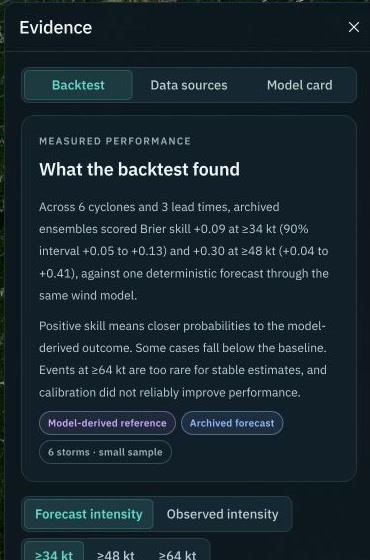 Evidence
Backtest
Data sources
Model card
MEASURED PERFORMANCE
What the backtest found
Across 6 cyclones and 3 lead times, archived
ensembles scored Brier skill +0.09 at ≥34 kt (90%
interval +0.05 to +0.13) and +0.30 at ≥48 kt (+0.04 to
+0.41), against one deterministic forecast through the
same wind model.
Positive skill means closer probabilities to the model-
derived outcome. Some cases fall below the baseline.
Events at ≥64 kt are too rare for stable estimates, and
calibration did not reliably improve performance.
Model-derived reference
Archived forecast
6 storms · small sample
Forecast intensity
Observed intensity
≥34 kt
≥48 kt
≥64 kt